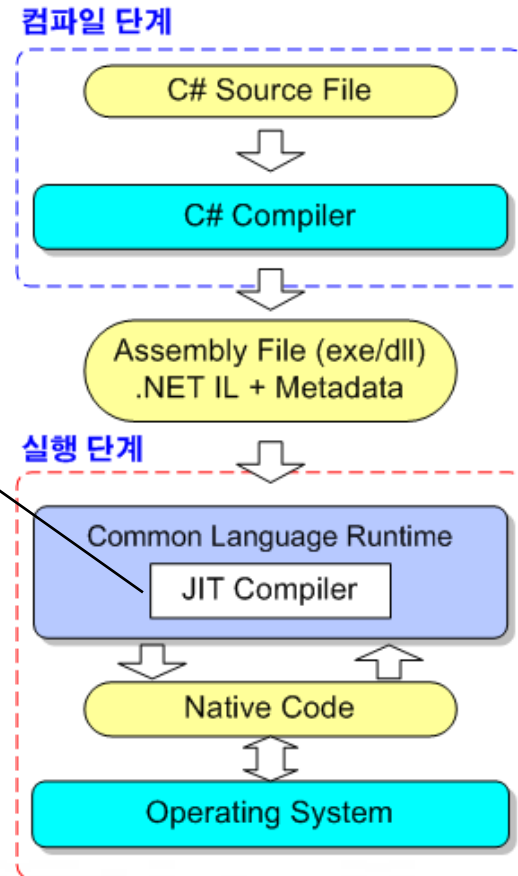 컴파일 단계
C# Source File
C# Compiler
Assembly File (exe/dll)
.NET IL + Metadata
실행 단계
Common Language Runtime
JIT Compiler
Native Code
Operating System